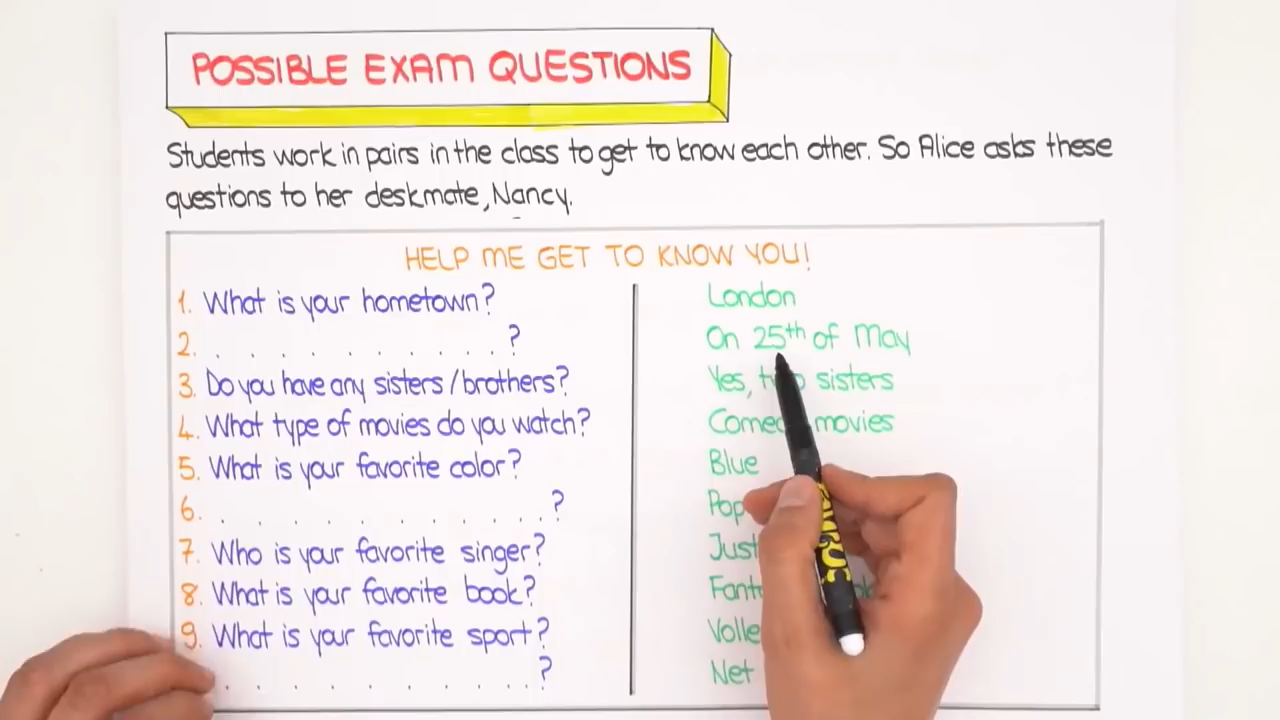 POSSIBLE EXAM QUESTIONS
Students work in pairs in the class to get to know each other. So Alice asks these
questions to her deskmate, Nancy.
HELP ME GET TO KNOW YOU!
1. What is your hometown?
London
2. . . . . . . . . . . . ?
On 25th of May
3. Do you have any sisters/brothers?
Yes, two sisters
4. What type of movies do you watch?
movies
5. What is your favorite color?
Blue
6. . . . . . . . . . . . . ?
Pop
7. Who is your favorite singer?
8. What is your favorite book?
9. What is your favorite sport?
. . . . . . . . . . ?
Net